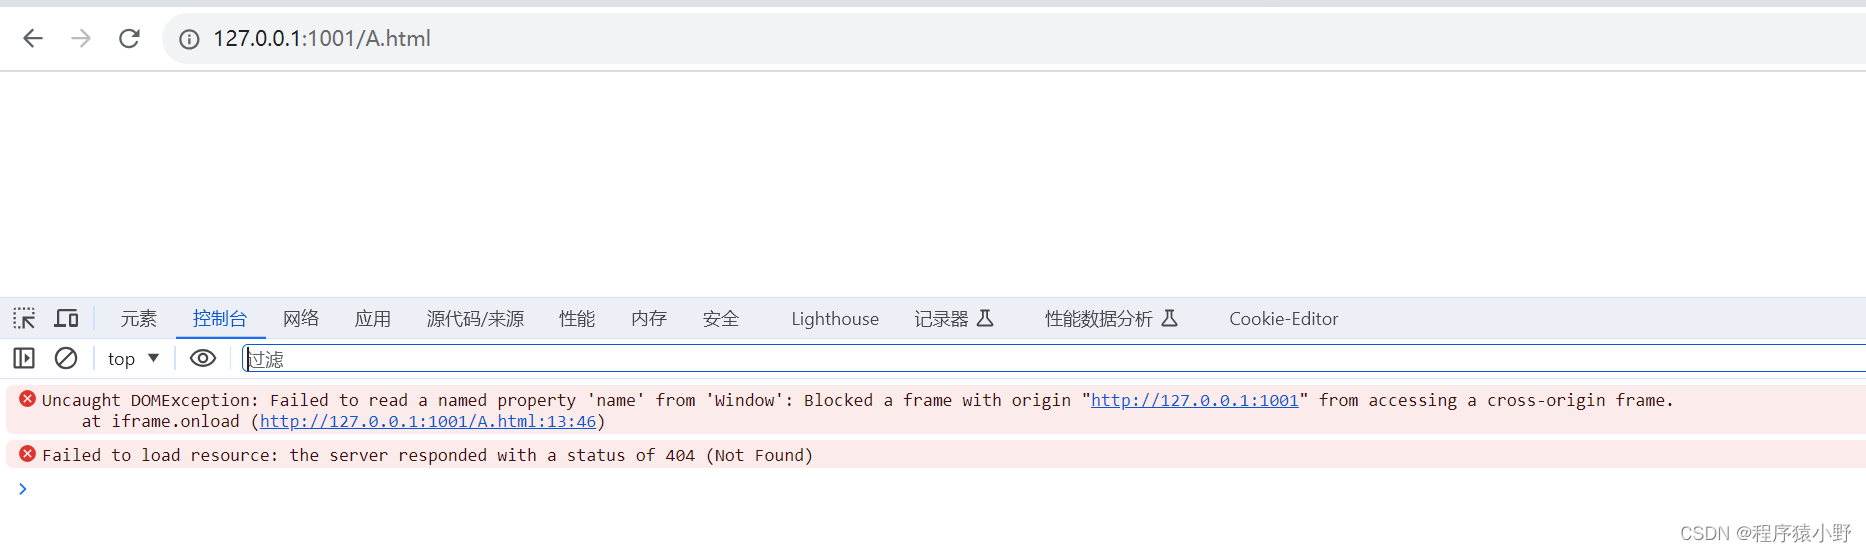 127.0.0.1:1001/A.html
元素 控制台 网络 应用 源代码/来源 性能 内存 安全 Lighthouse 记录器 性能数据分析 Cookie-Editor
top 过滤
Uncaught DOMException: Failed to read a named property 'name' from 'Window': Blocked a frame with origin "http://127.0.0.1:1001" from accessing a cross-origin frame.
at iframe.onload (http://127.0.0.1:1001/A.html:13:46)
Failed to load resource: the server responded with a status of 404 (Not Found)
CSDN @程序猿小野